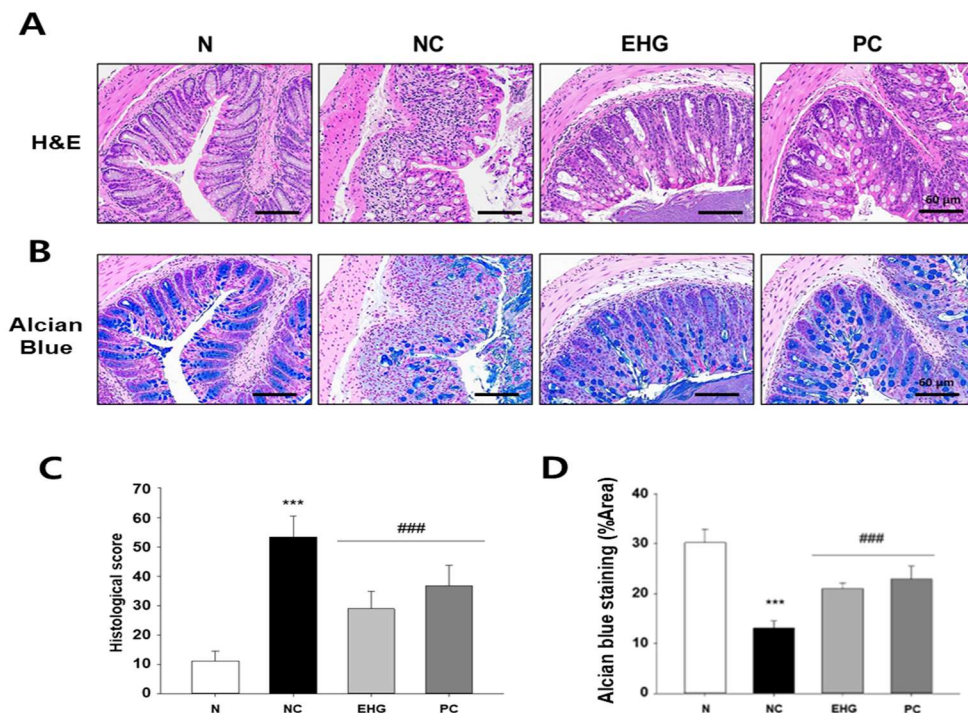 A
N NC EHG PC
H&E
60 μm
B
Alcian
Blue
60 μm
C
Histological score
70
60
50
40
30
20
10
0
***
###
N NC EHG PC
D
Alcian blue staining (%Area)
40
30
20
10
0
***
###
N NC EHG PC